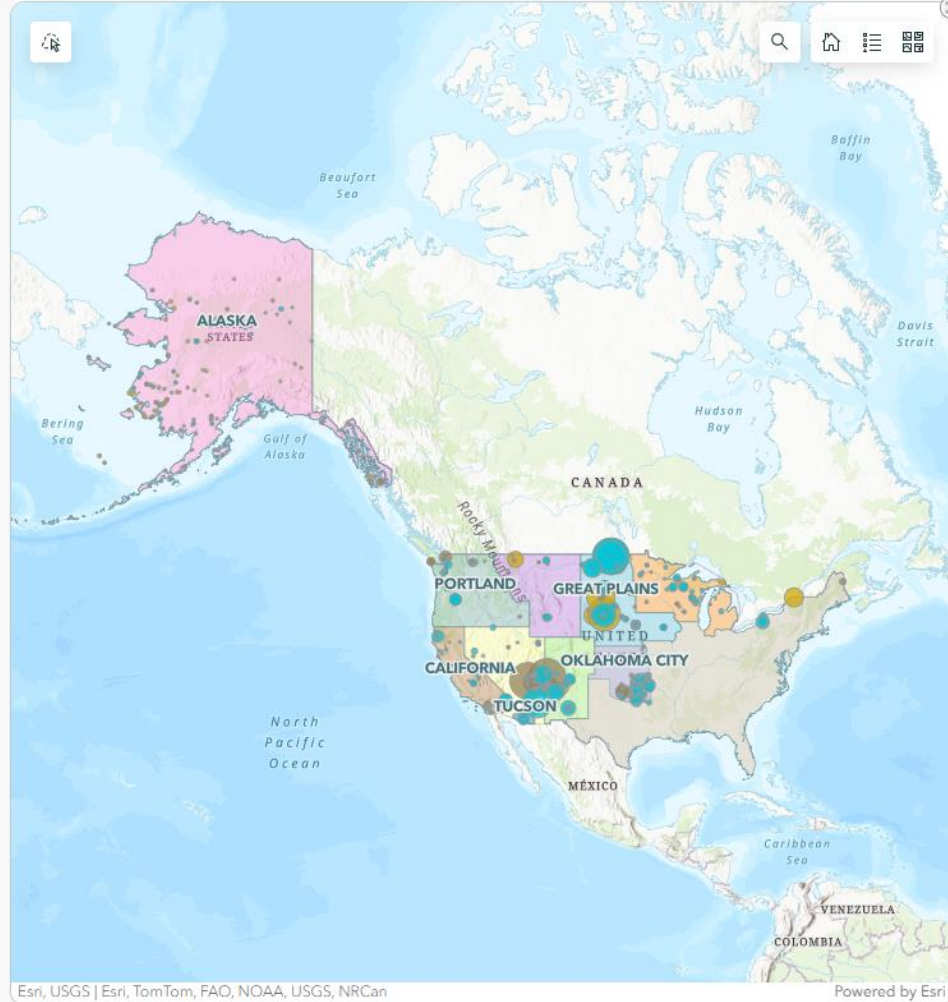 Baffin
Bay
Beaufort
Sea
ALASKA
STATES
Davis
Strait
Bering
Sea
Gulf of
Alaska
Hudson
Bay
CANADA
Rocky Mountains
PORTLAND
GREAT PLAINS
UNITED
CALIFORNIA
OKLAHOMA CITY
TUCSON
North
Pacific
Ocean
MÉXICO
Caribbean
Sea
VENEZUELA
COLOMBIA
Esri, USGS | Esri, TomTom, FAO, NOAA, USGS, NRCan
Powered by Esri